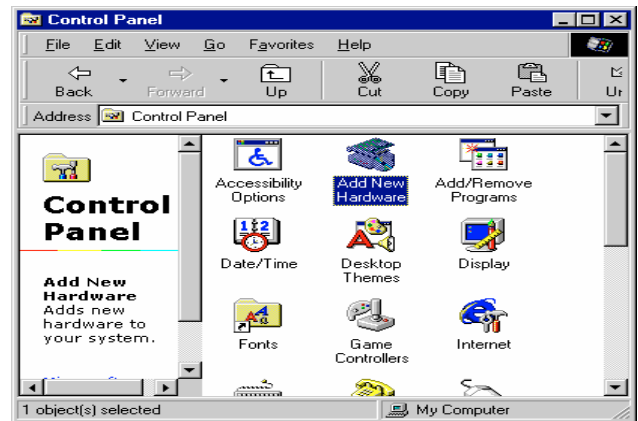 Control Panel
File Edit View Go Favorites Help
Back Forward Up Cut Copy Paste
Address Control Panel
Control
Panel
Add New
Hardware
Adds new
hardware to
your system.
Accessibility
Options
Add New
Hardware
Add/Remove
Programs
Date/Time
Desktop
Themes
Display
Fonts
Game
Controllers
Internet
1 object(s) selected My Computer